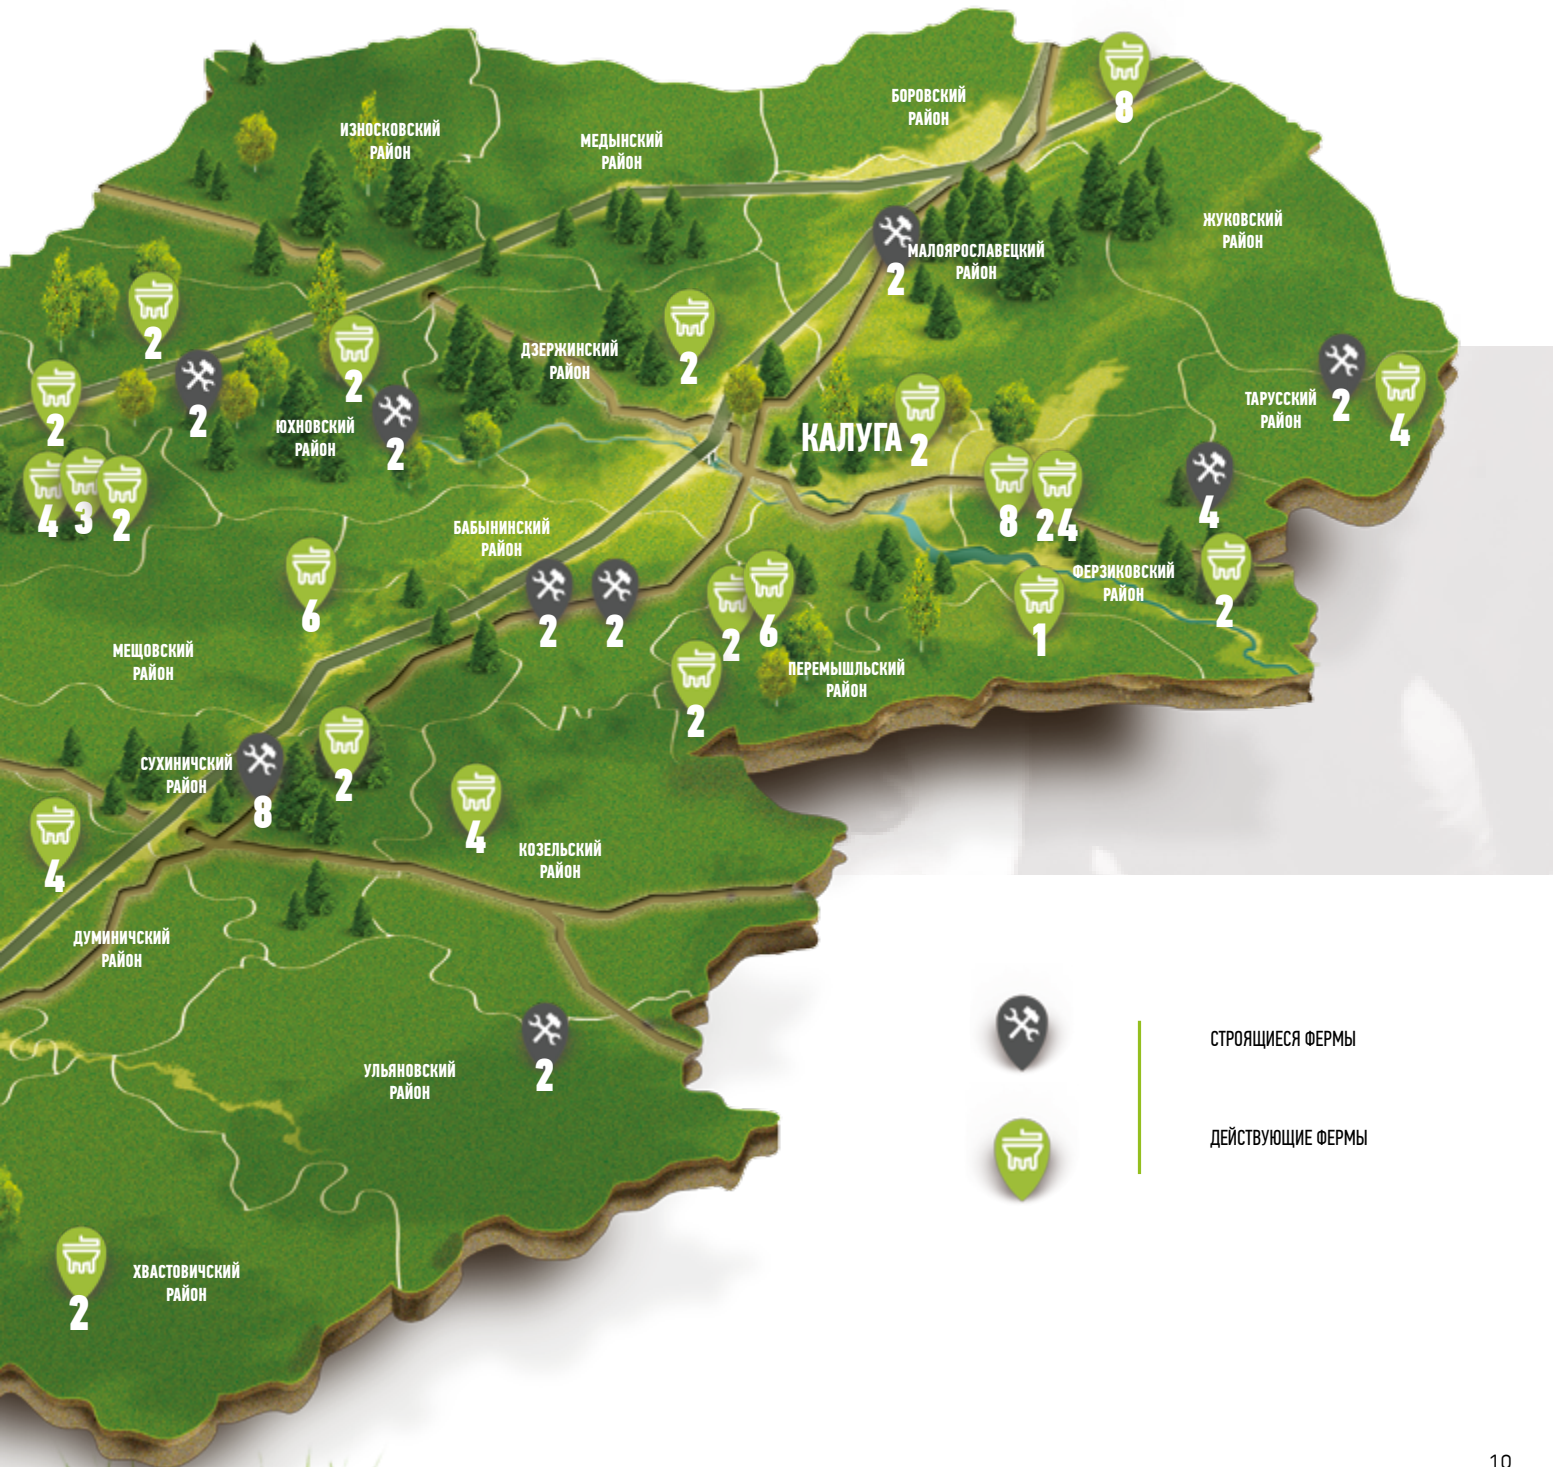 БОРОВСКИЙ
РАЙОН
8
ИЗНОСКОВСКИЙ
РАЙОН
МЕДЫНСКИЙ
РАЙОН
ЖУКОВСКИЙ
РАЙОН
МАЛОЯРОСЛАВЕЦКИЙ
РАЙОН
2
2
2
2
2
2
2
2
ДЗЕРЖИНСКИЙ
РАЙОН
ЮХНОВСКИЙ
РАЙОН
КАЛУГА
2
ТАРУССКИЙ
РАЙОН
2
4
4
3
2
8
24
4
БАБЫНИНСКИЙ
РАЙОН
ФЕРЗИКОВСКИЙ
РАЙОН
6
2
2
2
6
1
2
МЕЩОВСКИЙ
РАЙОН
ПЕРЕМЫШЛЬСКИЙ
РАЙОН
2
СУХИНИЧСКИЙ
РАЙОН
8
2
4
4
КОЗЕЛЬСКИЙ
РАЙОН
ДУМИНИЧСКИЙ
РАЙОН
УЛЬЯНОВСКИЙ
РАЙОН
2
СТРОЯЩИЕСЯ ФЕРМЫ
ДЕЙСТВУЮЩИЕ ФЕРМЫ
ХВАСТОВИЧСКИЙ
РАЙОН
2
10